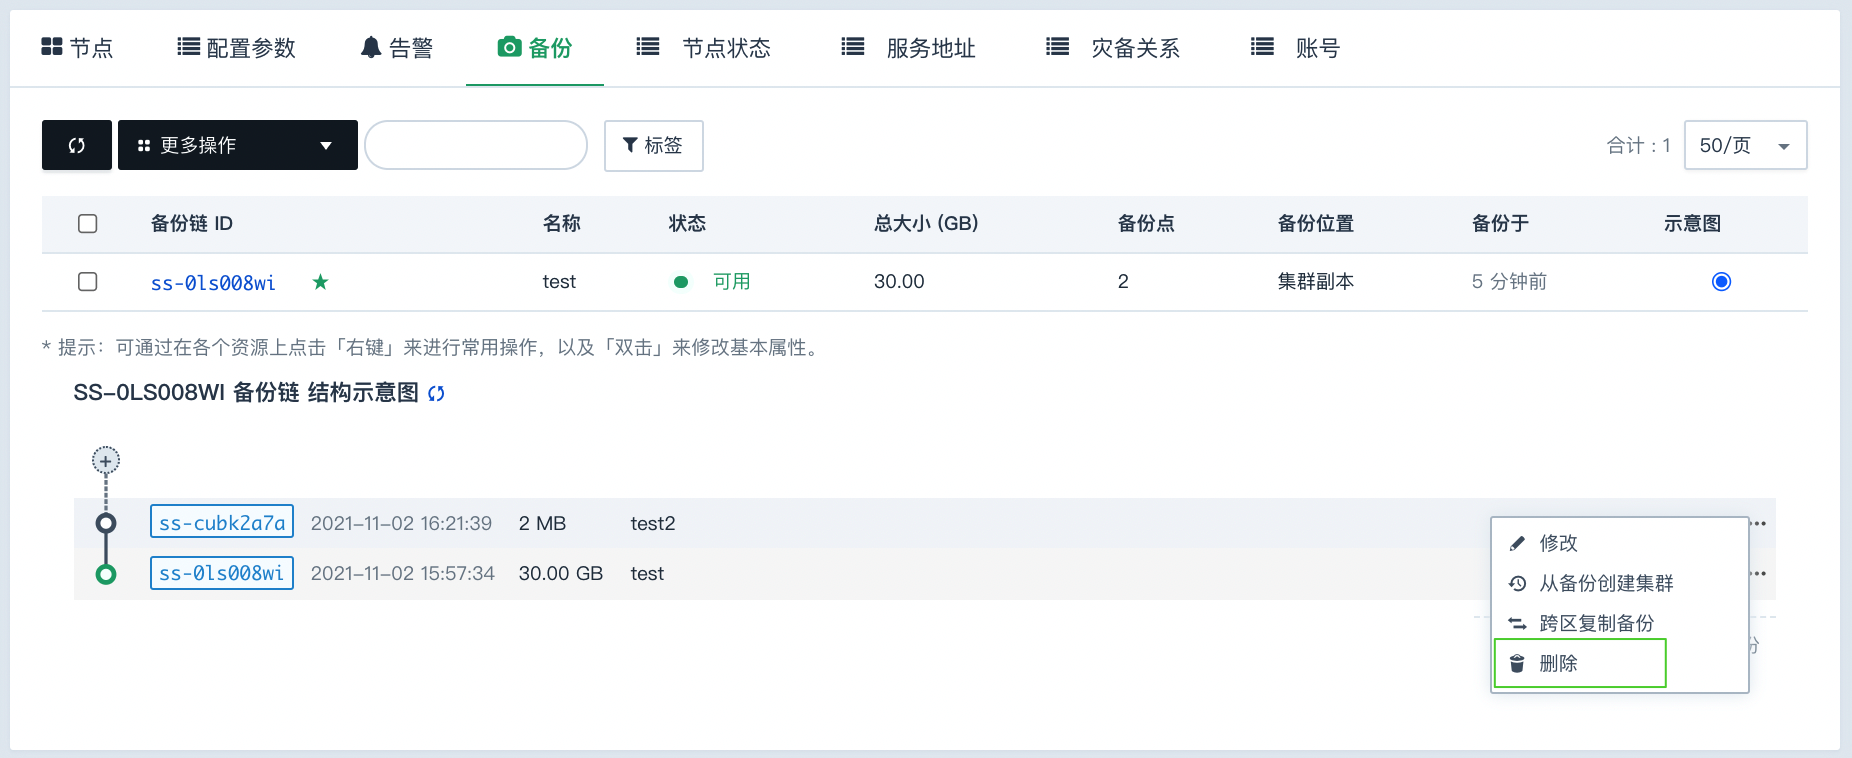 节点 配置参数 告警 备份 节点状态 服务地址 灾备关系 账号
更多操作 标签 合计 : 1 50/页
备份链 ID 名称 状态 总大小 (GB) 备份点 备份位置 备份于 示意图
ss-0ls008wi test 可用 30.00 2 集群副本 5 分钟前
* 提示：可通过在各个资源上点击「右键」来进行常用操作，以及「双击」来修改基本属性。
SS-0LS008WI 备份链 结构示意图
ss-cubk2a7a 2021-11-02 16:21:39 2 MB test2
ss-0ls008wi 2021-11-02 15:57:34 30.00 GB test
修改
从备份创建集群
跨区复制备份
删除